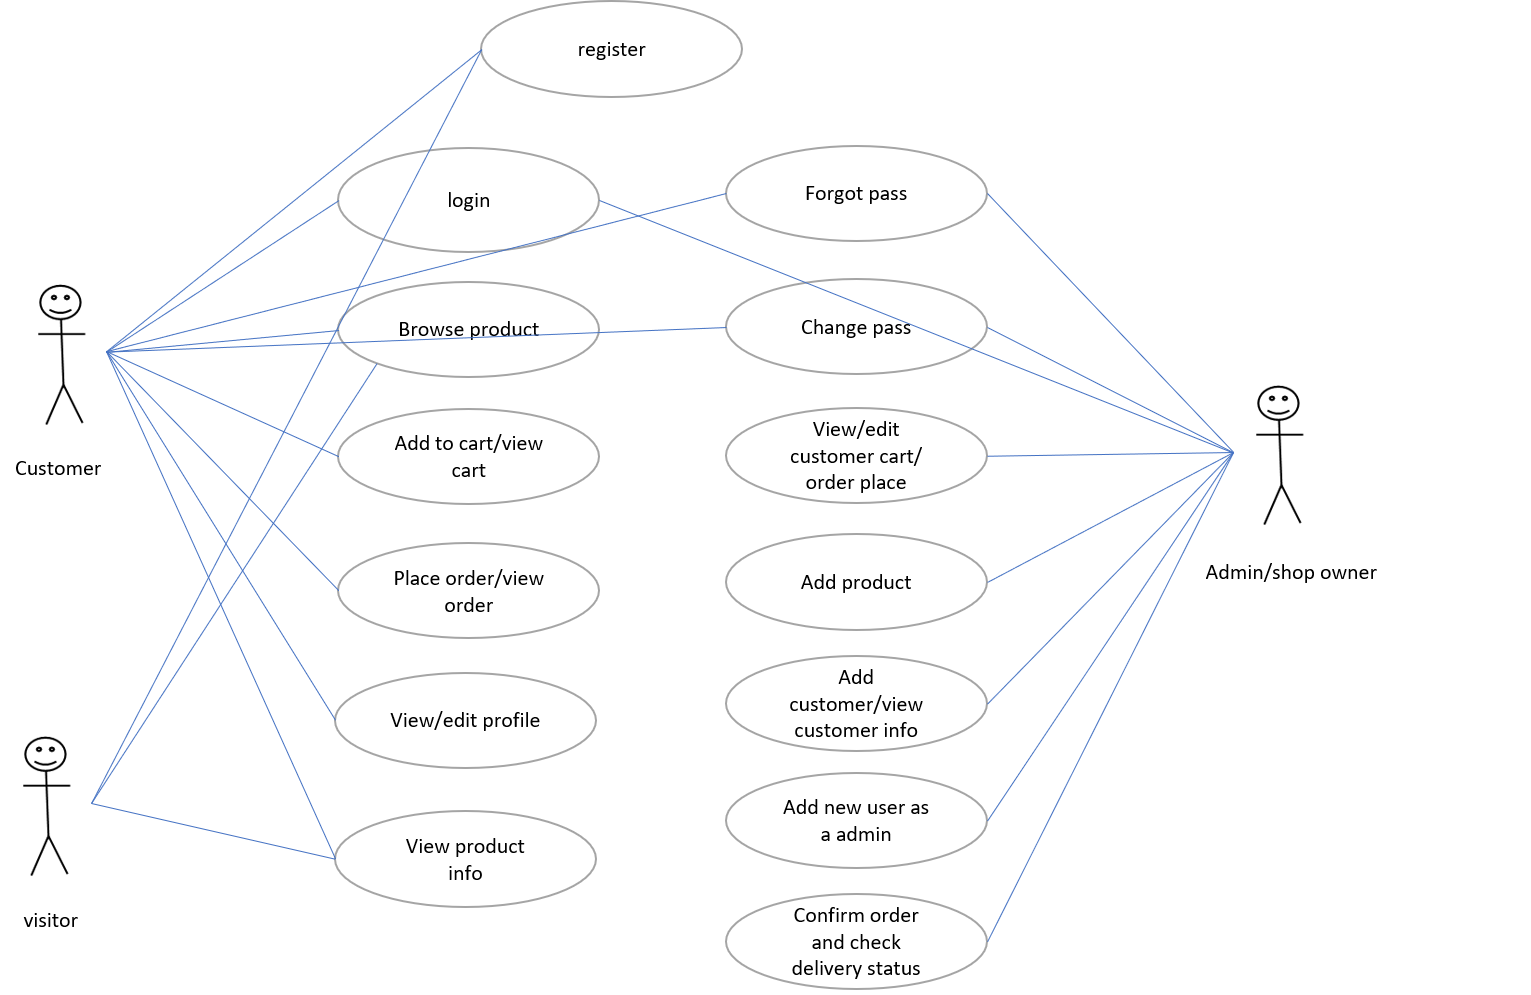 register
login
Forgot pass
Browse product
Change pass
Customer
Add to cart/view
cart
View/edit
customer cart/
order place
Admin/shop owner
Place order/view
order
Add product
View/edit profile
Add
customer/view
customer info
View product
info
Add new user as
a admin
visitor
Confirm order
and check
delivery status